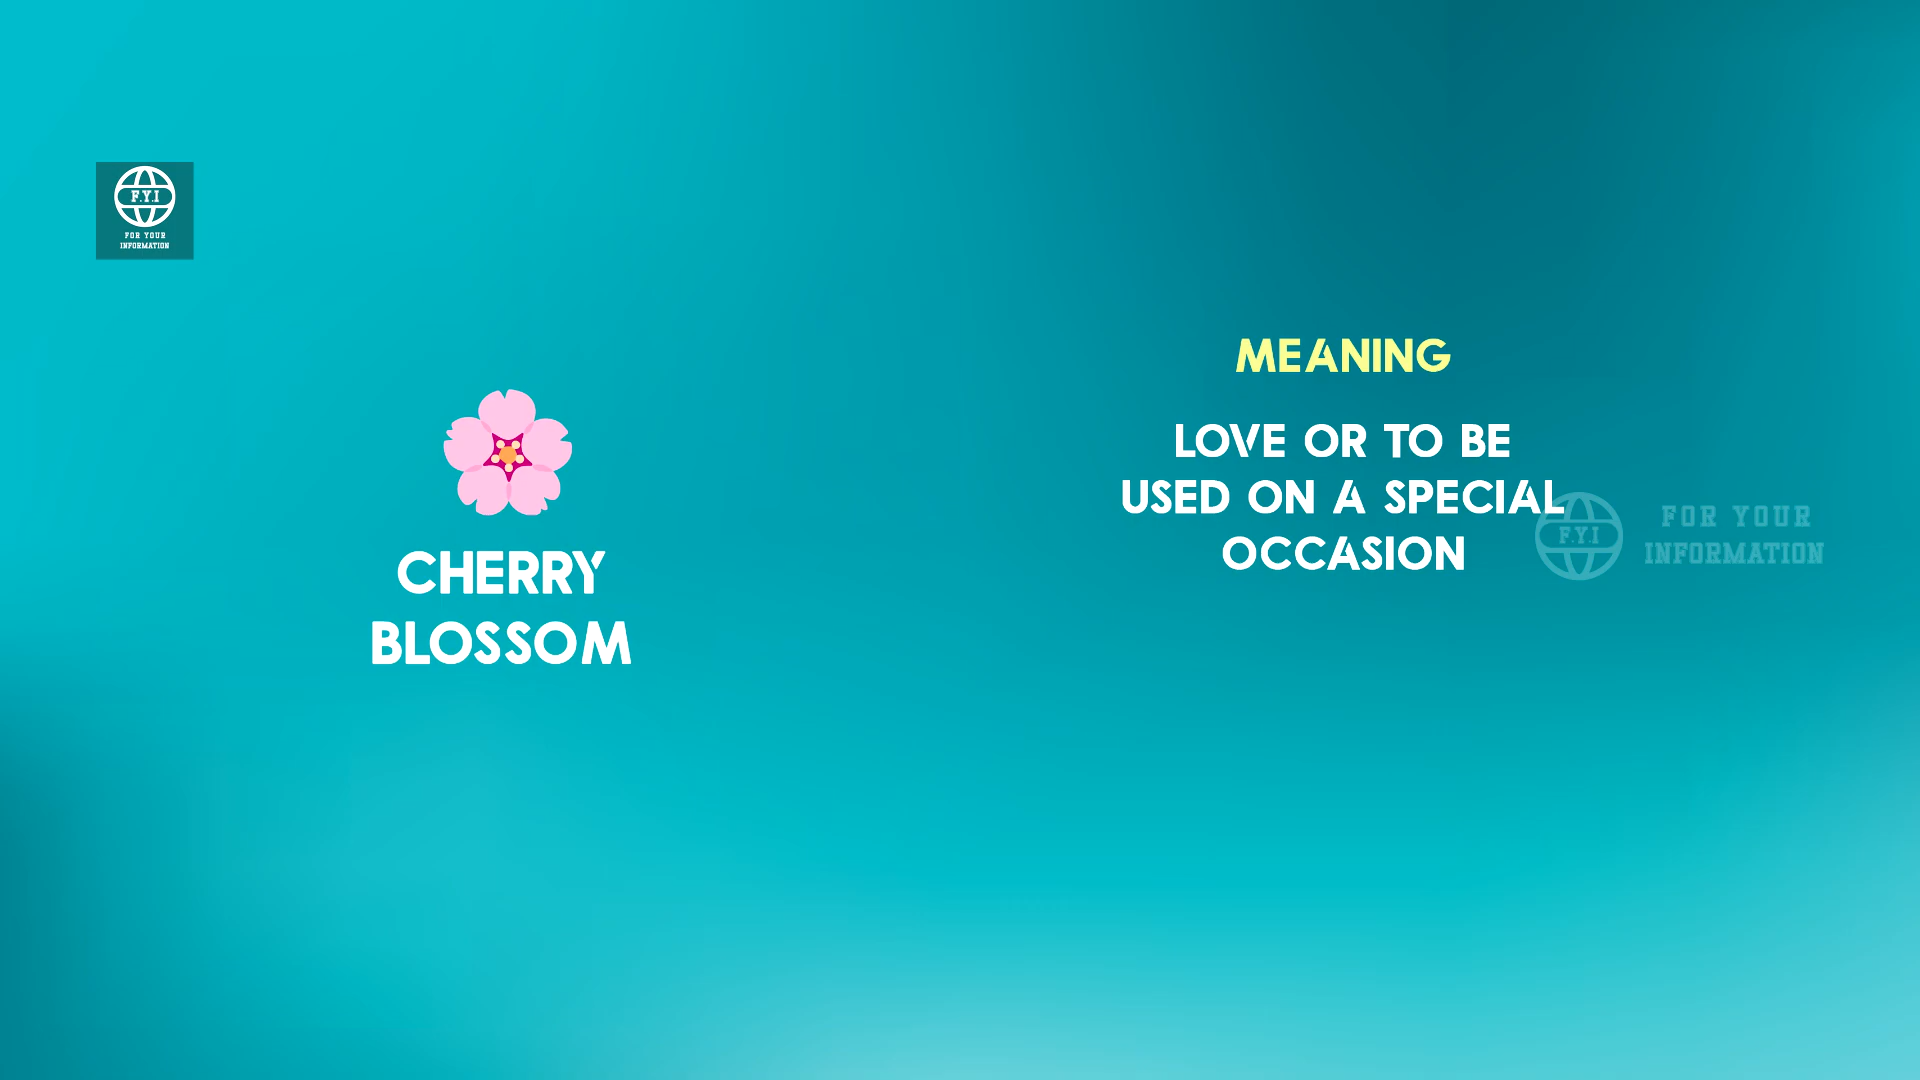 F.Y.I
FOR YOUR
INFORMATION
CHERRY
BLOSSOM
MEANING
LOVE OR TO BE
USED ON A SPECIAL
OCCASION
F.Y.I
FOR YOUR
INFORMATION